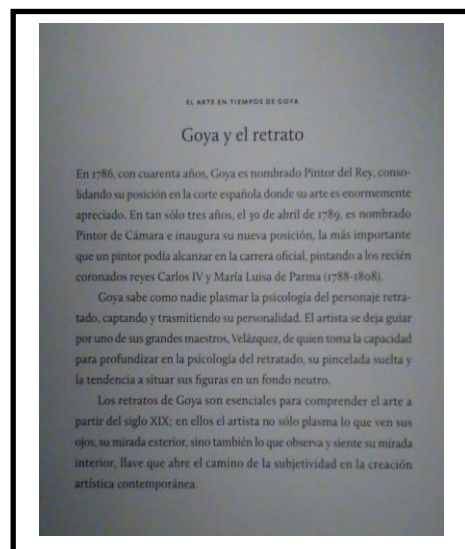 EL ARTE EN TIEMPOS DE GOYA
Goya y el retrato
En 1786, con cuarenta años, Goya es nombrado Pintor del Rey, conso-
lidando su posición en la corte española donde su arte es enormemente
apreciado. En tan sólo tres años, el 30 de abril de 1789, es nombrado
Pintor de Cámara e inaugura su nueva posición, la más importante
que un pintor podía alcanzar en la carrera oficial, pintando a los recién
coronados reyes Carlos IV y María Luisa de Parma (1788-1808).
Goya sabe como nadie plasmar la psicología del personaje retra-
tado, captando y trasmitiendo su personalidad. El artista se deja guiar
por uno de sus grandes maestros, Velázquez, de quien toma la capacidad
para profundizar en la psicología del retratado, su pincelada suelta y
la tendencia a situar sus figuras en un fondo neutro.
Los retratos de Goya son esenciales para comprender el arte a
partir del siglo XIX; en ellos el artista no sólo plasma lo que ven sus
ojos, su mirada exterior, sino también lo que observa y siente su mirada
interior, llave que abre el camino de la subjetividad en la creación
artística contemporánea.